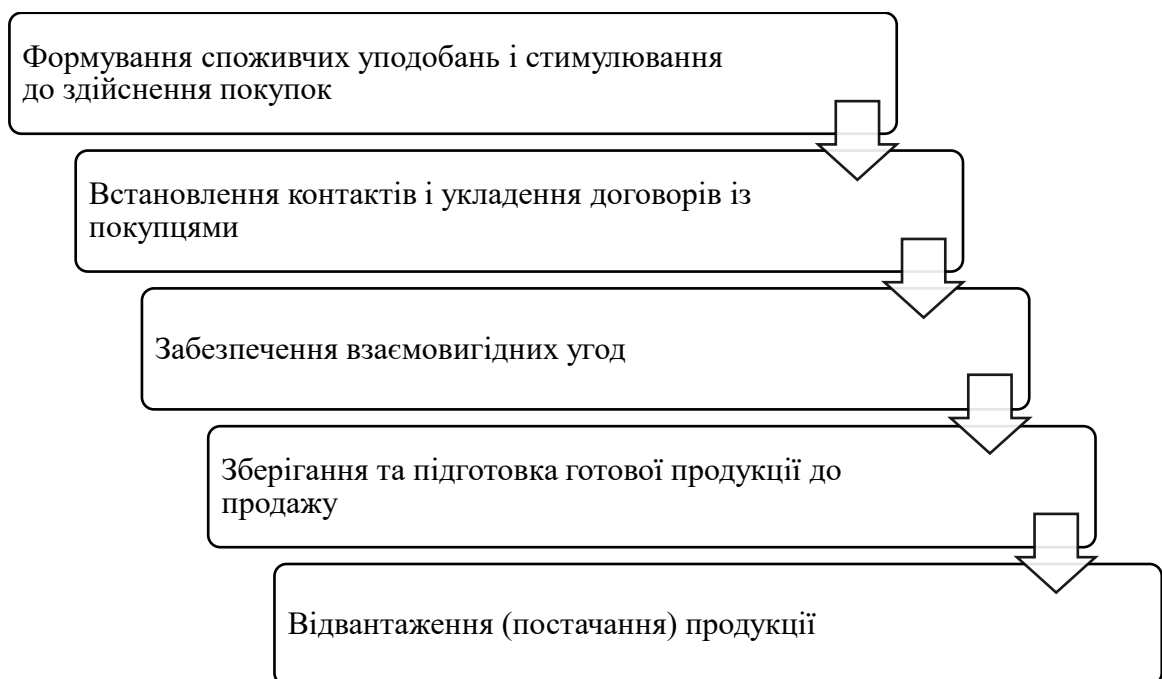 Формування споживчих уподобань і стимулювання
до здійснення покупок
Встановлення контактів і укладення договорів із
покупцями
Забезпечення взаємовигідних угод
Зберігання та підготовка готової продукції до
продажу
Відвантаження (постачання) продукції